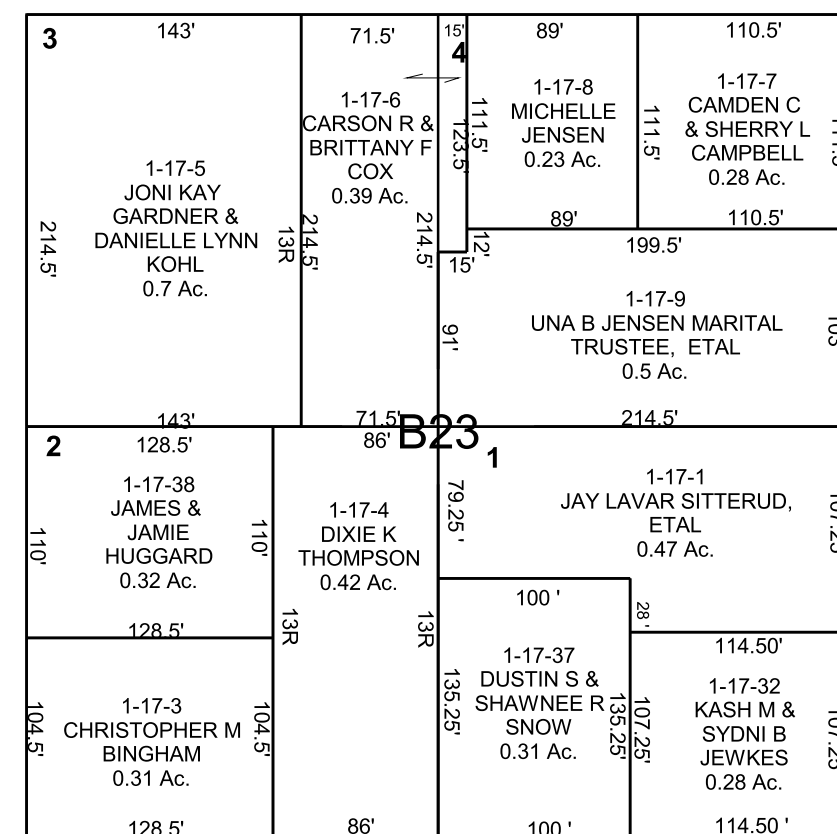 3
143'
71.5'
15'
4
89'
110.5'
1-17-5
JONI KAY
GARDNER &
DANIELLE LYNN
KOHL
0.7 Ac.
214.5'
13R
214.5'
143'
1-17-6
CARSON R &
BRITTANY F
COX
0.39 Ac.
214.5'
71.5'
123.5'
111.5'
15'
12'
91'
1-17-8
MICHELLE
JENSEN
0.23 Ac.
89'
111.5'
1-17-7
CAMDEN C
& SHERRY L
CAMPBELL
0.28 Ac.
110.5'
199.5'
1-17-9
UNA B JENSEN MARITAL
TRUSTEE, ETAL
0.5 Ac.
214.5'
B23
2
128.5'
1-17-38
JAMES &
JAMIE
HUGGARD
0.32 Ac.
110'
110'
128.5'
86'
1-17-4
DIXIE K
THOMPSON
0.42 Ac.
13R
13R
86'
1
79.25 '
1-17-1
JAY LAVAR SITTERUD,
ETAL
0.47 Ac.
100 '
28 '
114.50'
1-17-3
CHRISTOPHER M
BINGHAM
0.31 Ac.
104.5'
104.5'
128.5'
1-17-37
DUSTIN S &
SHAWNEE R
SNOW
0.31 Ac.
135.25'
135.25'
100 '
107.25'
1-17-32
KASH M &
SYDNI B
JEWKES
0.28 Ac.
114.50 '